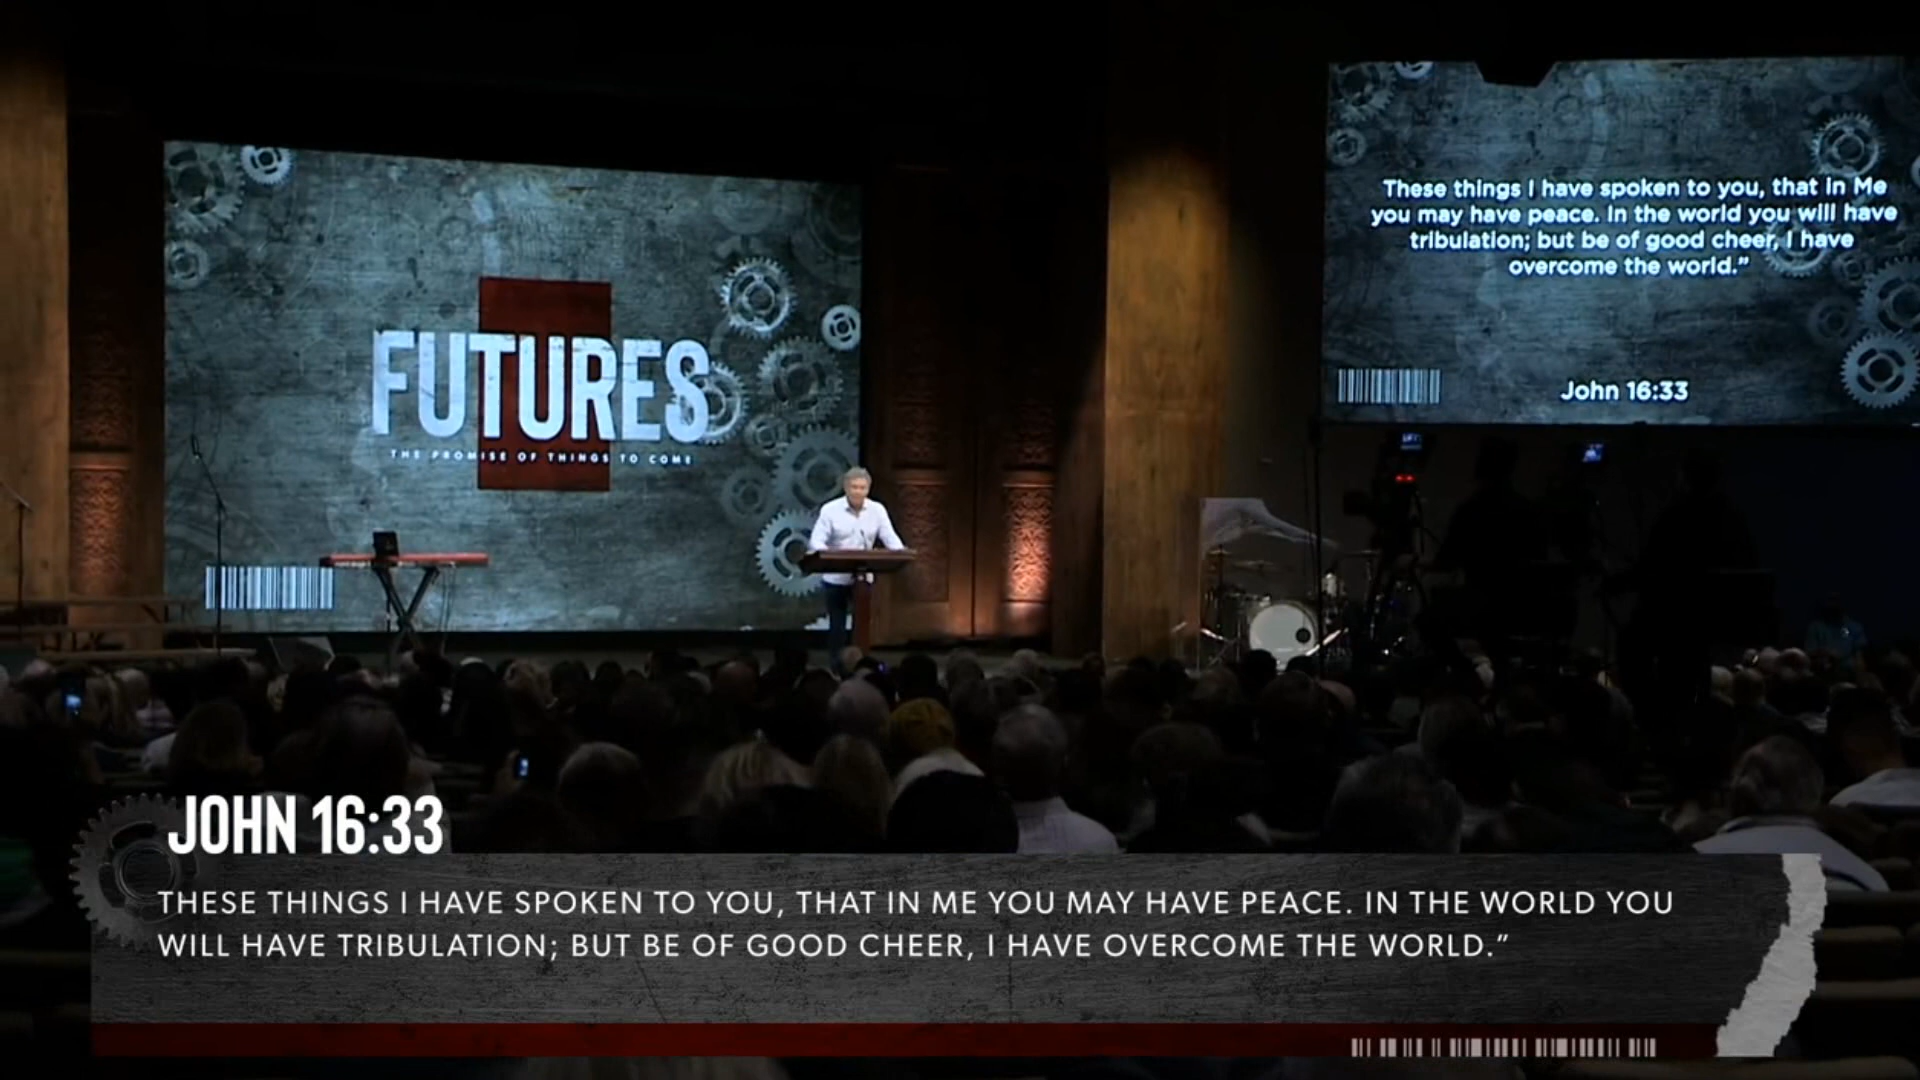 FUTURES
THE PROMISE OF THINGS TO COME
These things I have spoken to you, that in Me
you may have peace. In the world you will have
tribulation; but be of good cheer, I have
overcome the world.”
John 16:33
JOHN 16:33
THESE THINGS I HAVE SPOKEN TO YOU, THAT IN ME YOU MAY HAVE PEACE. IN THE WORLD YOU
WILL HAVE TRIBULATION; BUT BE OF GOOD CHEER, I HAVE OVERCOME THE WORLD.”